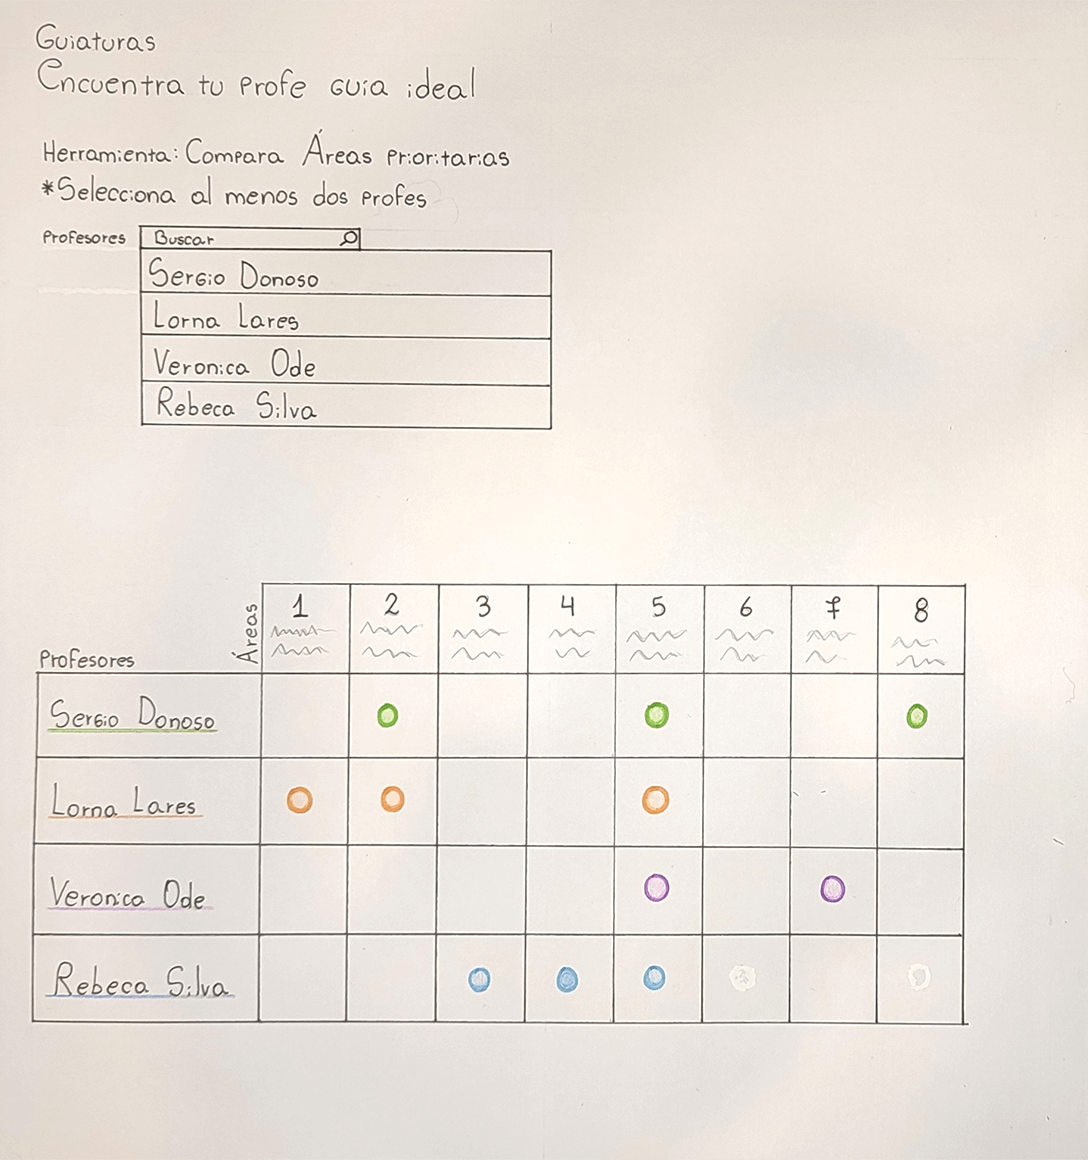 Guiaturas
Encuentra tu profe guía ideal
Herramienta: Compara Áreas prioritarias
*Selecciona al menos dos profes
Profesores Buscar
Sergio Donoso
Lorna Lares
Veronica Ode
Rebeca Silva
Profesores Áreas 1 2 3 4 5 6 7 8
Sergio Donoso
Lorna Lares
Veronica Ode
Rebeca Silva